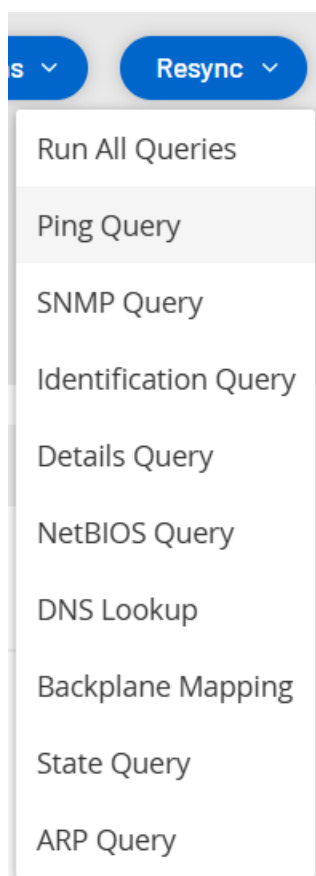 s Resync
Run All Queries
Ping Query
SNMP Query
Identification Query
Details Query
NetBIOS Query
DNS Lookup
Backplane Mapping
State Query
ARP Query